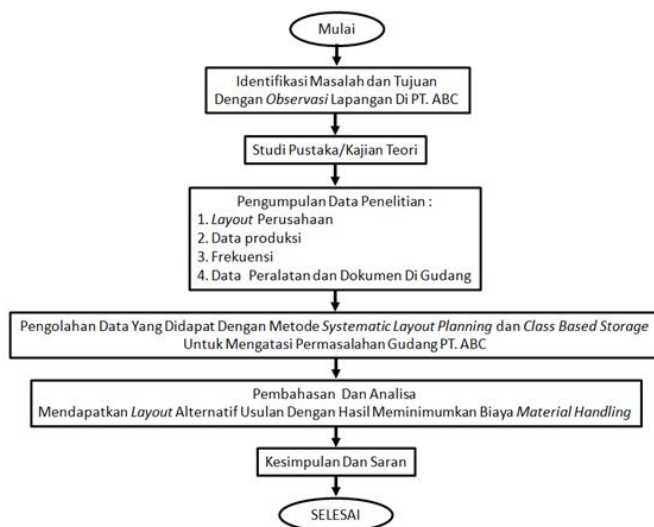 Mulai
Identifikasi Masalah dan Tujuan
Dengan Observasi Lapangan Di PT. ABC
Studi Pustaka/Kajian Teori
Pengumpulan Data Penelitian :
1. Layout Perusahaan
2. Data produksi
3. Frekuensi
4. Data Peralatan dan Dokumen Di Gudang
Pengolahan Data Yang Didapat Dengan Metode Systematic Layout Planning dan Class Based Storage
Untuk Mengatasi Permasalahan Gudang PT. ABC
Pembahasan Dan Analisa
Mendapatkan Layout Alternatif Usulan Dengan Hasil Meminimumkan Biaya Material Handling
Kesimpulan Dan Saran
SELESAI